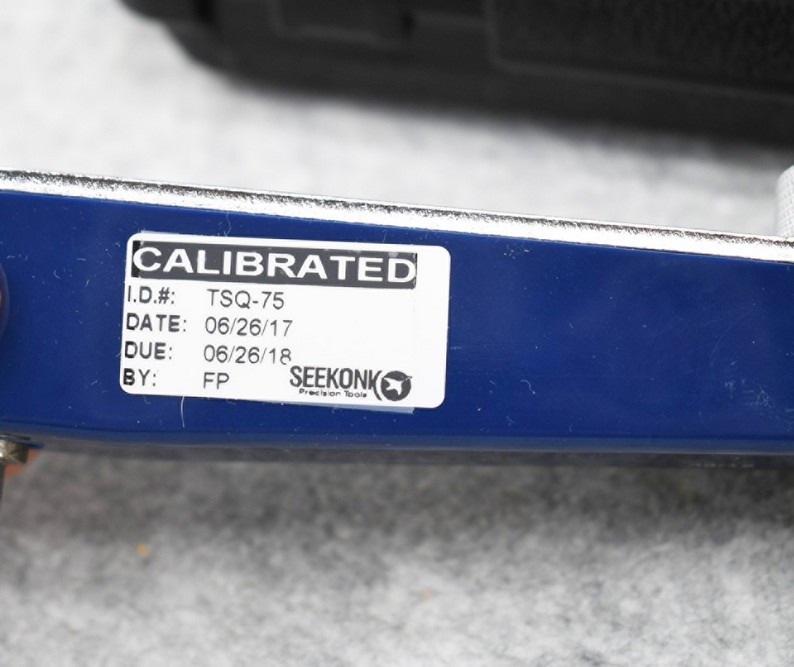 CALIBRATED
I.D.#: TSQ-75
DATE: 06/26/17
DUE: 06/26/18
BY: FP
SEEKONK
Precision Tools